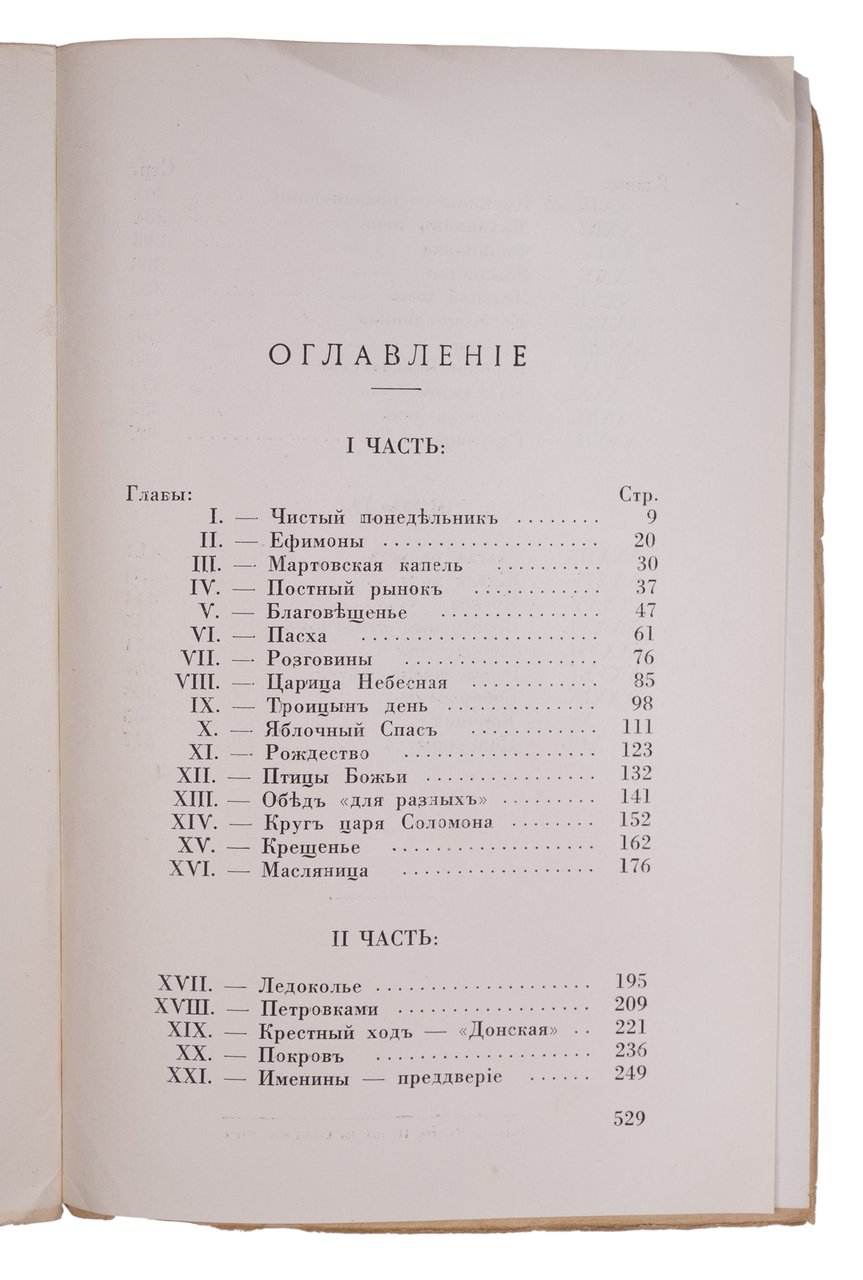 ОГЛАВЛЕНІЕ
I ЧАСТЬ:
Главы: Стр.
I. — Чистый понедѣльникъ ........ 9
II. — Ефимоны ................... 20
III. — Мартовская капель .......... 30
IV. — Постный рынокъ ............ 37
V. — Благовѣщенье ............... 47
VI. — Пасха ...................... 61
VII. — Розговины .................. 76
VIII. — Царица Небесная ............ 85
IX. — Троицынъ день .............. 98
X. — Яблочный Спасъ ............ 111
XI. — Рождество .................. 123
XII. — Птицы Божьи ................ 132
XIII. — Обѣдъ «для разныхъ» ......... 141
XIV. — Кругъ царя Соломона ........ 152
XV. — Крещенье ................... 162
XVI. — Масляница .................. 176
II ЧАСТЬ:
XVII. — Ледоколье .................... 195
XVIII. — Петровками .................. 209
XIX. — Крестный ходъ — «Донская» .. 221
XX. — Покровъ .................... 236
XXI. — Именины — преддверіе ...... 249
529